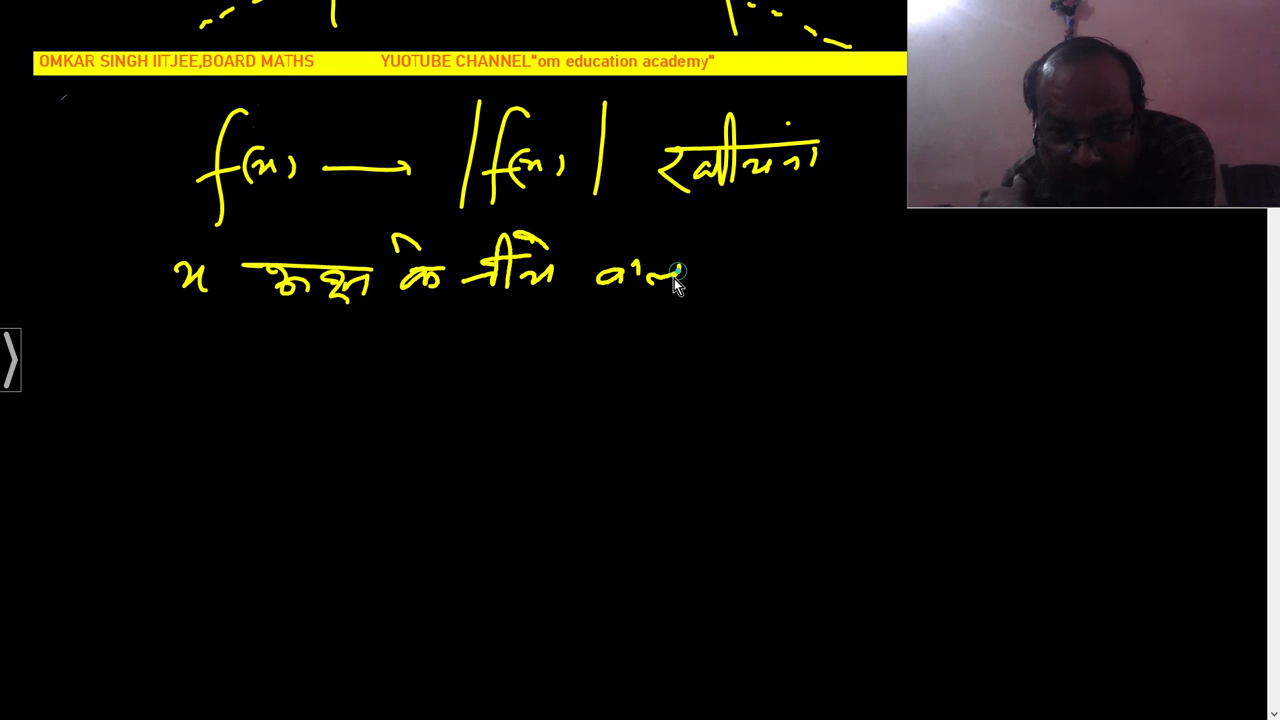 OMKAR SINGH IITJEE,BOARD MATHS YUOTUBE CHANNEL"om education academy"
f(x) → |f(x)| खीचना
x अक्ष के नीचे वाले